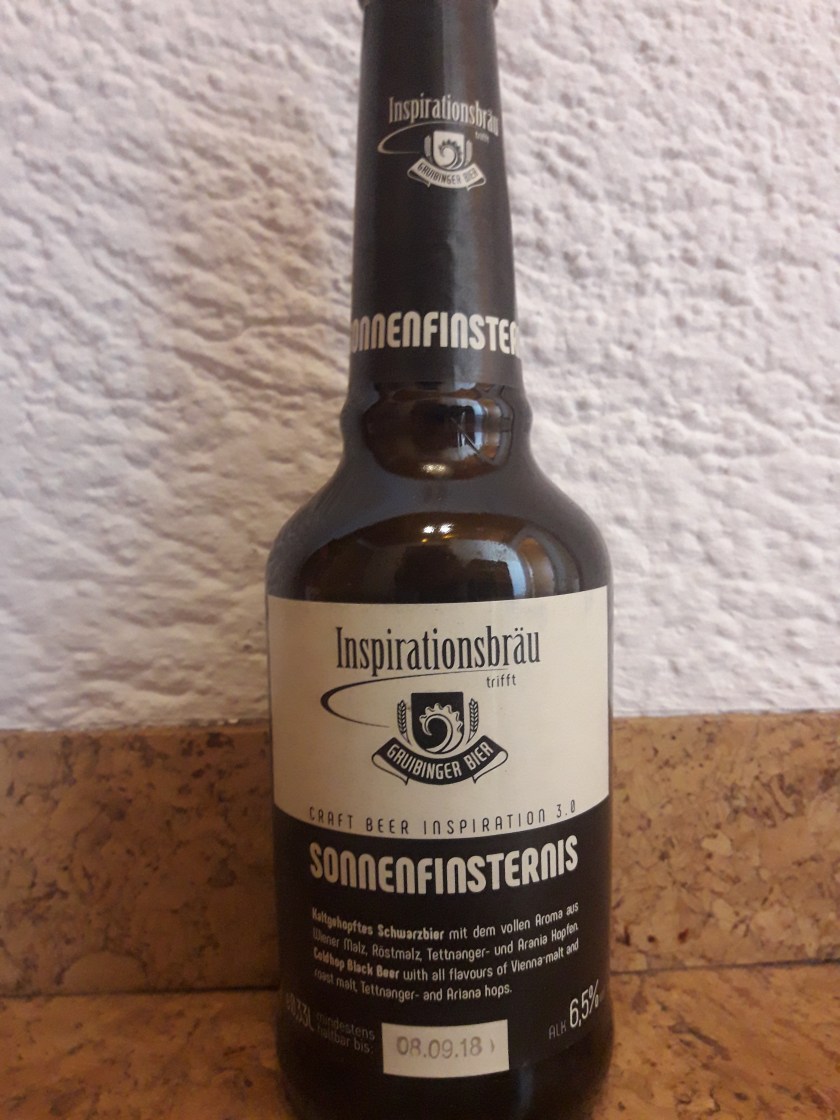 Inspirationsbräu
trifft
GRUIBINGER BIER
SONNENFINSTER
Inspirationsbräu
trifft
GRUIBINGER BIER
CRAFT BEER INSPIRATION 3.0
SONNENFINSTERNIS
Kaltgehopftes Schwarzbier mit dem vollen Aroma aus
Wiener Malz, Röstmalz, Tettnanger- und Arania Hopfen.
Coldhop Black Beer with all flavours of Vienna-malt and
roast malt, Tettnanger- and Ariana hops.
0,33L mindestens
haltbar bis:
08.09.18
ALK 6,5%